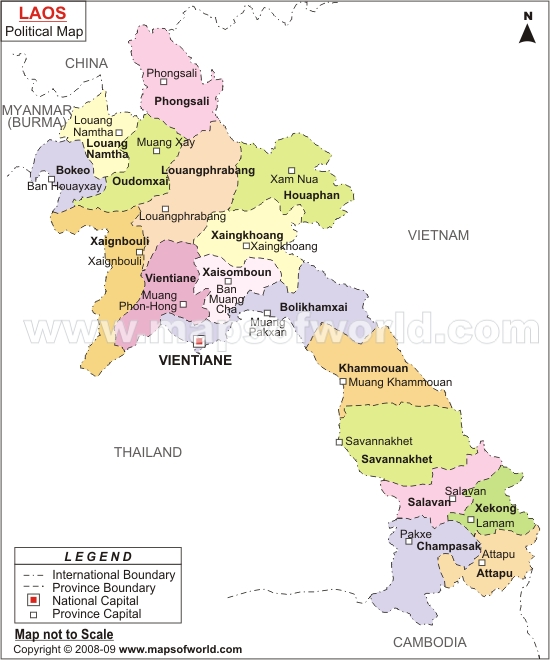 LAOS
Political Map
N
CHINA
MYANMAR
(BURMA)
Phongsali
Phongsali
Louang
Namtha
Louang
Namtha
Muang Xay
Oudomxai
Bokeo
Ban Houayxay
Louangphrabang
Louangphrabang
Xam Nua
Houaphan
Xaignbouli
Xaignbouli
Xaingkhoang
Xaingkhoang
VIETNAM
Vientiane
Muang
Phon-Hong
Xaisomboun
Ban
Muang
Cha
Bolikhamxai
Muang
Pakxan
www.mapsofworld.com
VIENTIANE
Khammouan
Muang Khammouan
THAILAND
Savannakhet
Savannakhet
Salavan
Salavan
Xekong
Lamam
Pakxe
Champasak
Attapu
Attapu
LEGEND
International Boundary
Province Boundary
National Capital
Province Capital
Map not to Scale
Copyright © 2008-09 www.mapsofworld.com
CAMBODIA